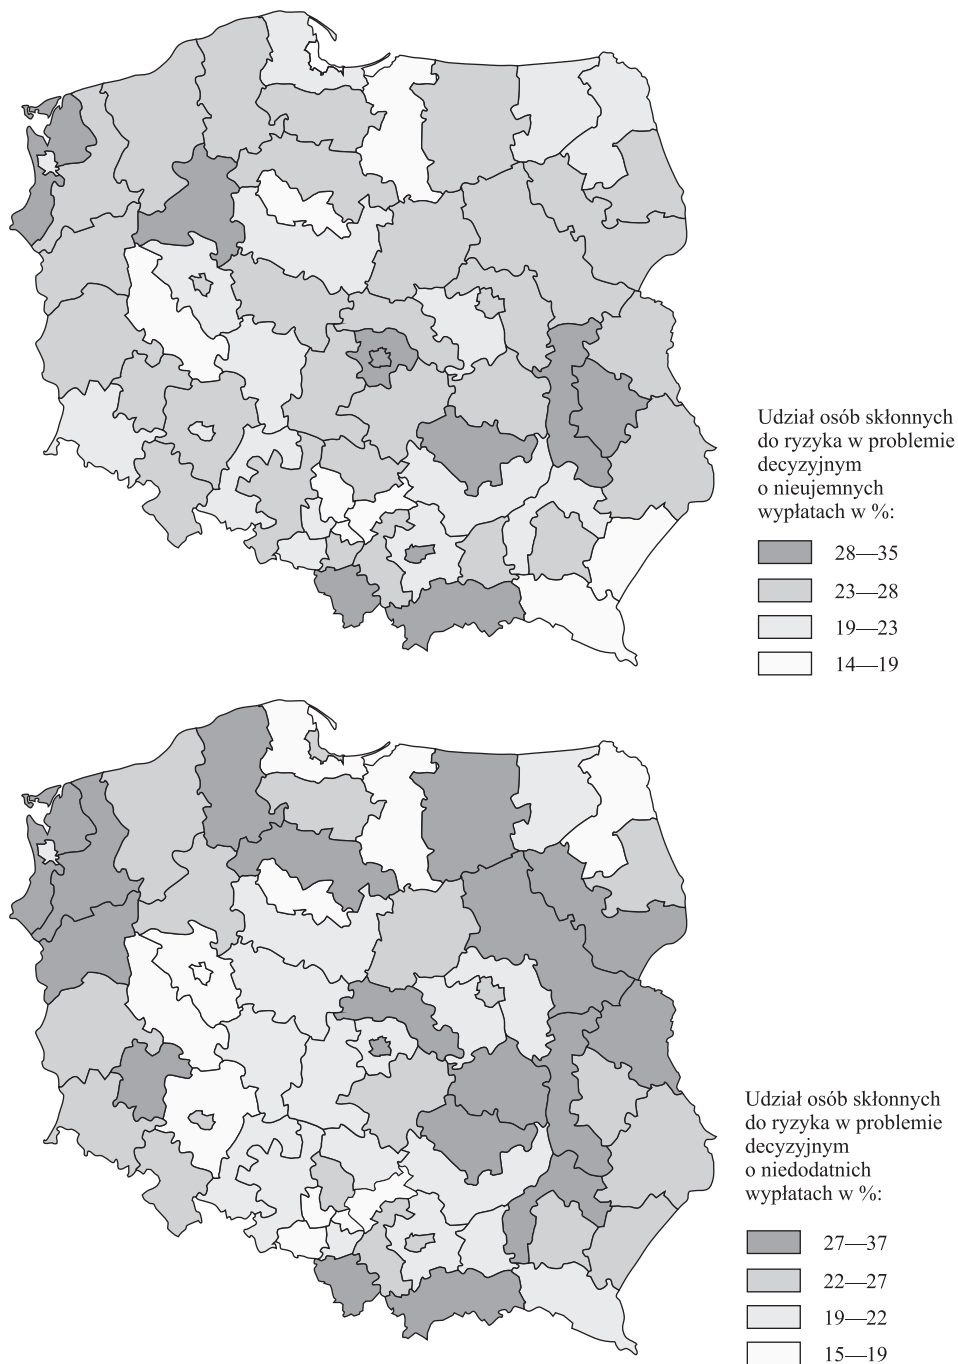 Udział osób skłonnych
do ryzyka w problemie
decyzyjnym
o nieujemnych
wypłatach w %:
28—35
23—28
19—23
14—19
Udział osób skłonnych
do ryzyka w problemie
decyzyjnym
o niedodatnich
wypłatach w %:
27—37
22—27
19—22
15—19